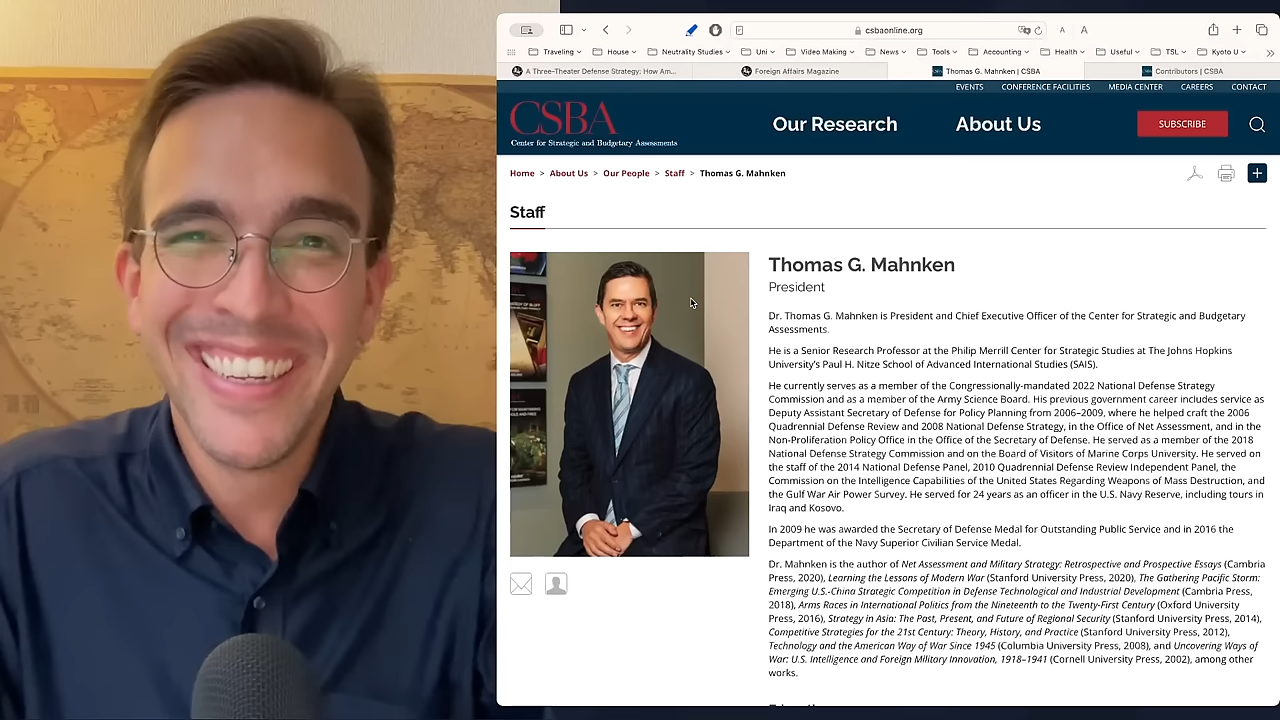 csbaonline.org
A A
Traveling House Neutrality Studies Uni Video Making News Tools Accounting Health Useful TSL Kyoto U
A Three-Theater Defense Strategy: How Am... Foreign Affairs Magazine Thomas G. Mahnken | CSBA Contributors | CSBA
EVENTS CONFERENCE FACILITIES MEDIA CENTER CAREERS CONTACT
CSBA
Center for Strategic and Budgetary Assessments
Our Research About Us SUBSCRIBE
Home > About Us > Our People > Staff > Thomas G. Mahnken
Staff
Thomas G. Mahnken
President
Dr. Thomas G. Mahnken is President and Chief Executive Officer of the Center for Strategic and Budgetary
Assessments.
He is a Senior Research Professor at the Philip Merrill Center for Strategic Studies at The Johns Hopkins
University's Paul H. Nitze School of Advanced International Studies (SAIS).
He currently serves as a member of the Congressionally-mandated 2022 National Defense Strategy
Commission and as a member of the Army Science Board. His previous government career includes service as
Deputy Assistant Secretary of Defense for Policy Planning from 2006–2009, where he helped craft the 2006
Quadrennial Defense Review and 2008 National Defense Strategy, in the Office of Net Assessment, and in the
Non-Proliferation Policy Office in the Office of the Secretary of Defense. He served as a member of the 2018
National Defense Strategy Commission and on the Board of Visitors of Marine Corps University. He served on
the staff of the 2014 National Defense Panel, 2010 Quadrennial Defense Review Independent Panel, the
Commission on the Intelligence Capabilities of the United States Regarding Weapons of Mass Destruction, and
the Gulf War Air Power Survey. He served for 24 years as an officer in the U.S. Navy Reserve, including tours in
Iraq and Kosovo.
In 2009 he was awarded the Secretary of Defense Medal for Outstanding Public Service and in 2016 the
Department of the Navy Superior Civilian Service Medal.
Dr. Mahnken is the author of Net Assessment and Military Strategy: Retrospective and Prospective Essays (Cambria
Press, 2020), Learning the Lessons of Modern War (Stanford University Press, 2020), The Gathering Pacific Storm:
Emerging U.S.-China Strategic Competition in Defense Technological and Industrial Development (Cambria Press,
2018), Arms Races in International Politics from the Nineteenth to the Twenty-First Century (Oxford University
Press, 2016), Strategy in Asia: The Past, Present, and Future of Regional Security (Stanford University Press, 2014),
Competitive Strategies for the 21st Century: Theory, History, and Practice (Stanford University Press, 2012),
Technology and the American Way of War Since 1945 (Columbia University Press, 2008), and Uncovering Ways of
War: U.S. Intelligence and Foreign Military Innovation, 1918–1941 (Cornell University Press, 2002), among other
works.